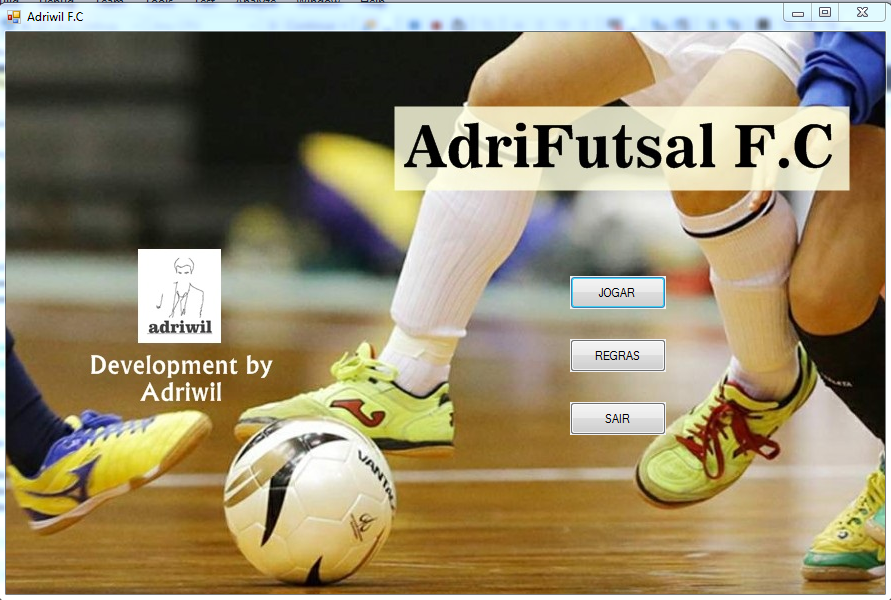 Adriwil F.C
AdriFutsal F.C
adriwil
Development by
Adriwil
JOGAR
REGRAS
SAIR